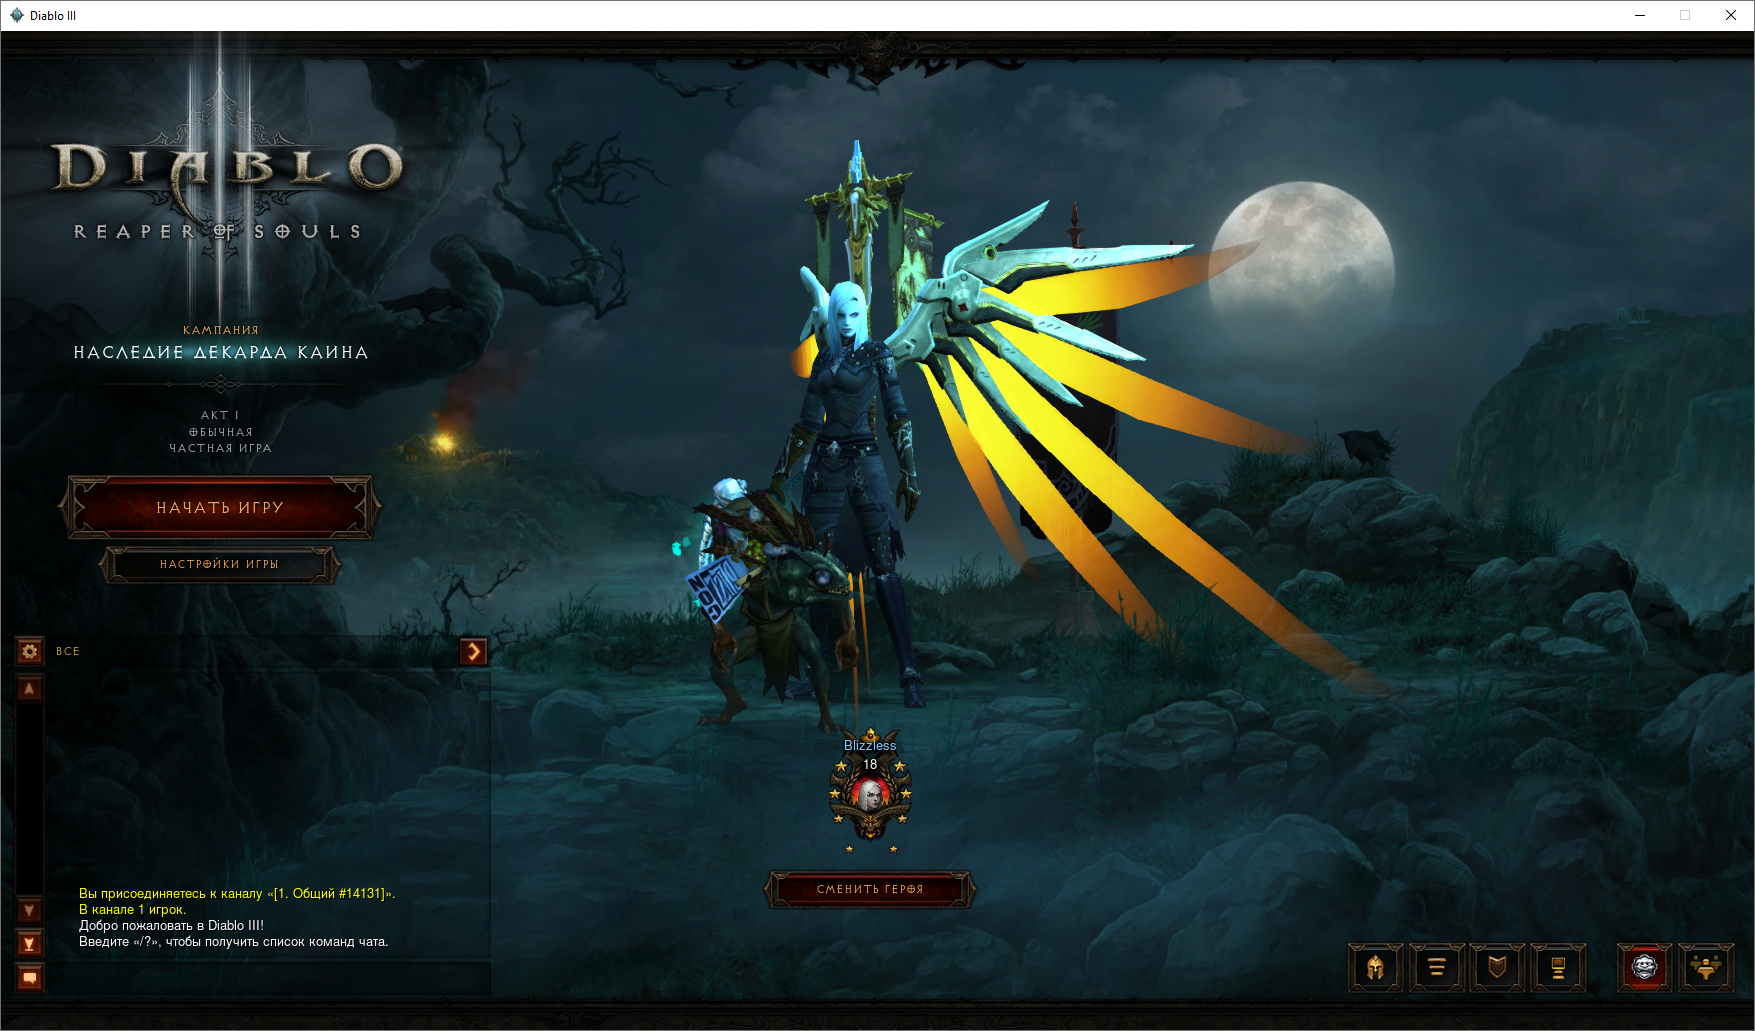 Diablo III
DIABLO
REAPER OF SOULS
КАМПАНИЯ
НАСЛЕДИЕ ДЕКАРДА КАИНА
АКТ I
ОБЫЧНАЯ
ЧАСТНАЯ ИГРА
НАЧАТЬ ИГРУ
НАСТРОЙКИ ИГРЫ
ВСЕ
Вы присоединяетесь к каналу «[1. Общий #14131]».
В канале 1 игрок.
Добро пожаловать в Diablo III!
Введите «/?», чтобы получить список команд чата.
Blizzless
18
СМЕНИТЬ ГЕРОЯ